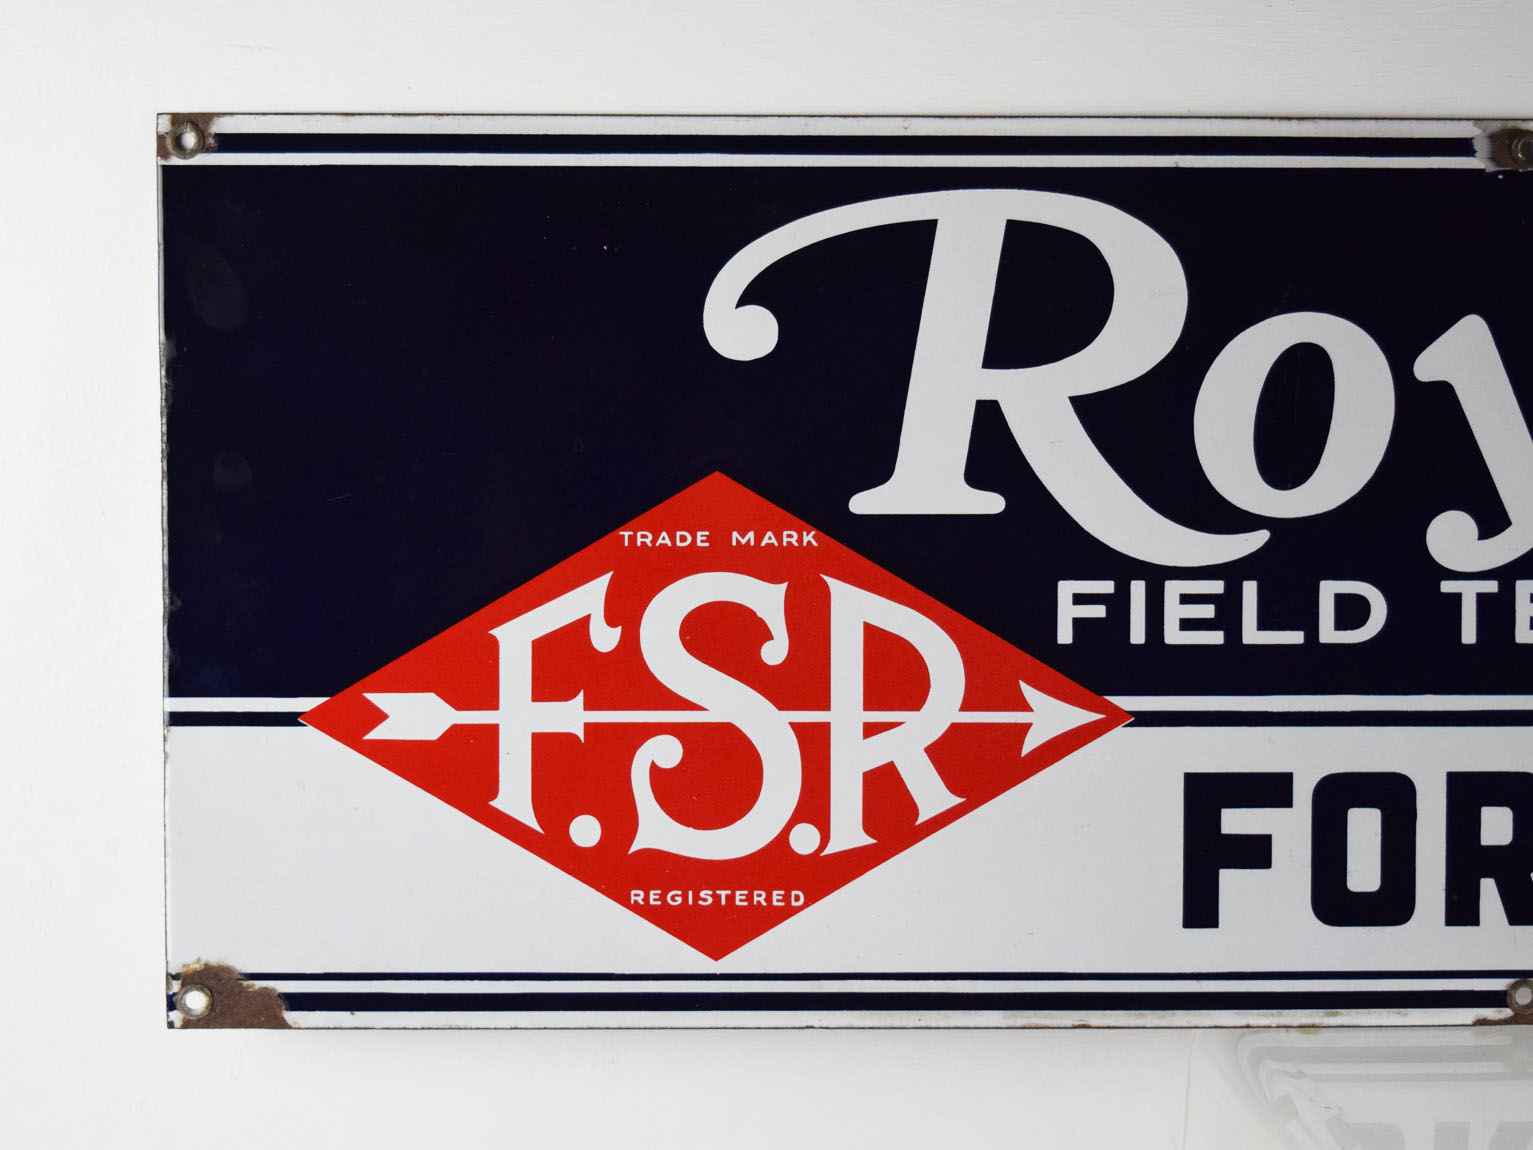 Roy
FIELD TE
TRADE MARK
F.S.R
REGISTERED
FOR